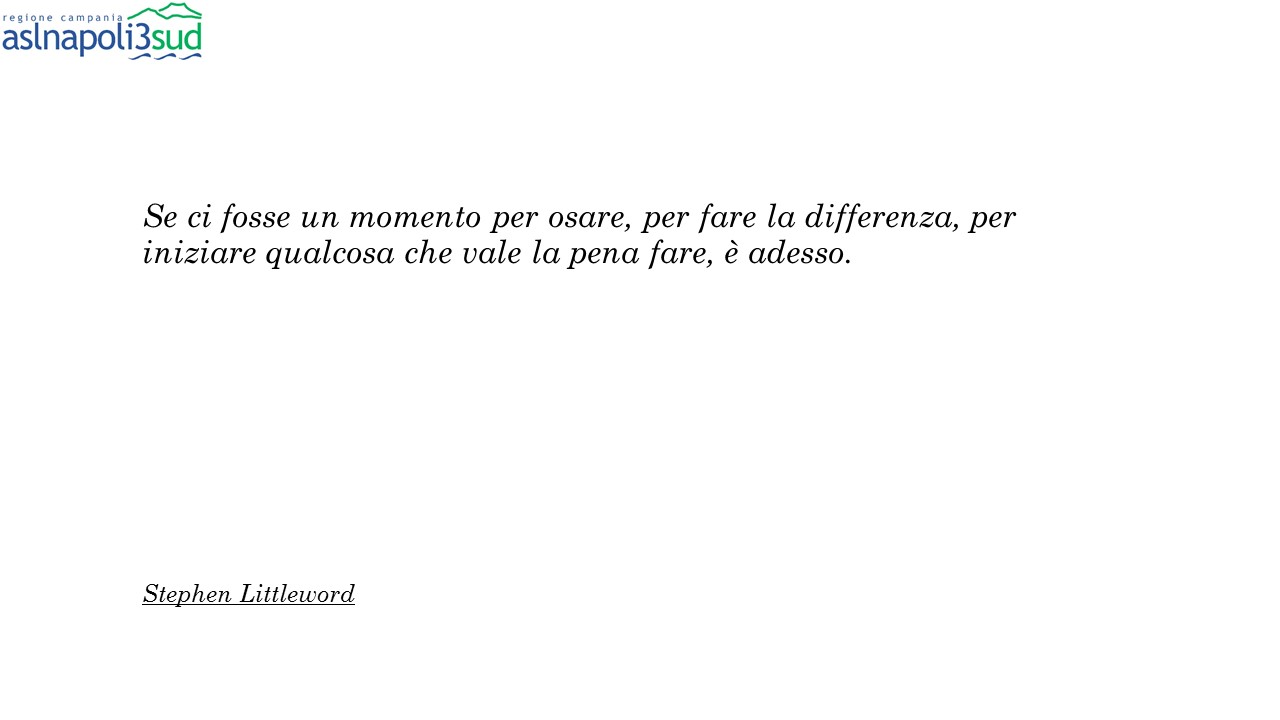 regione campania
aslnapoli3sud
Se ci fosse un momento per osare, per fare la differenza, per
iniziare qualcosa che vale la pena fare, è adesso.
Stephen Littleword